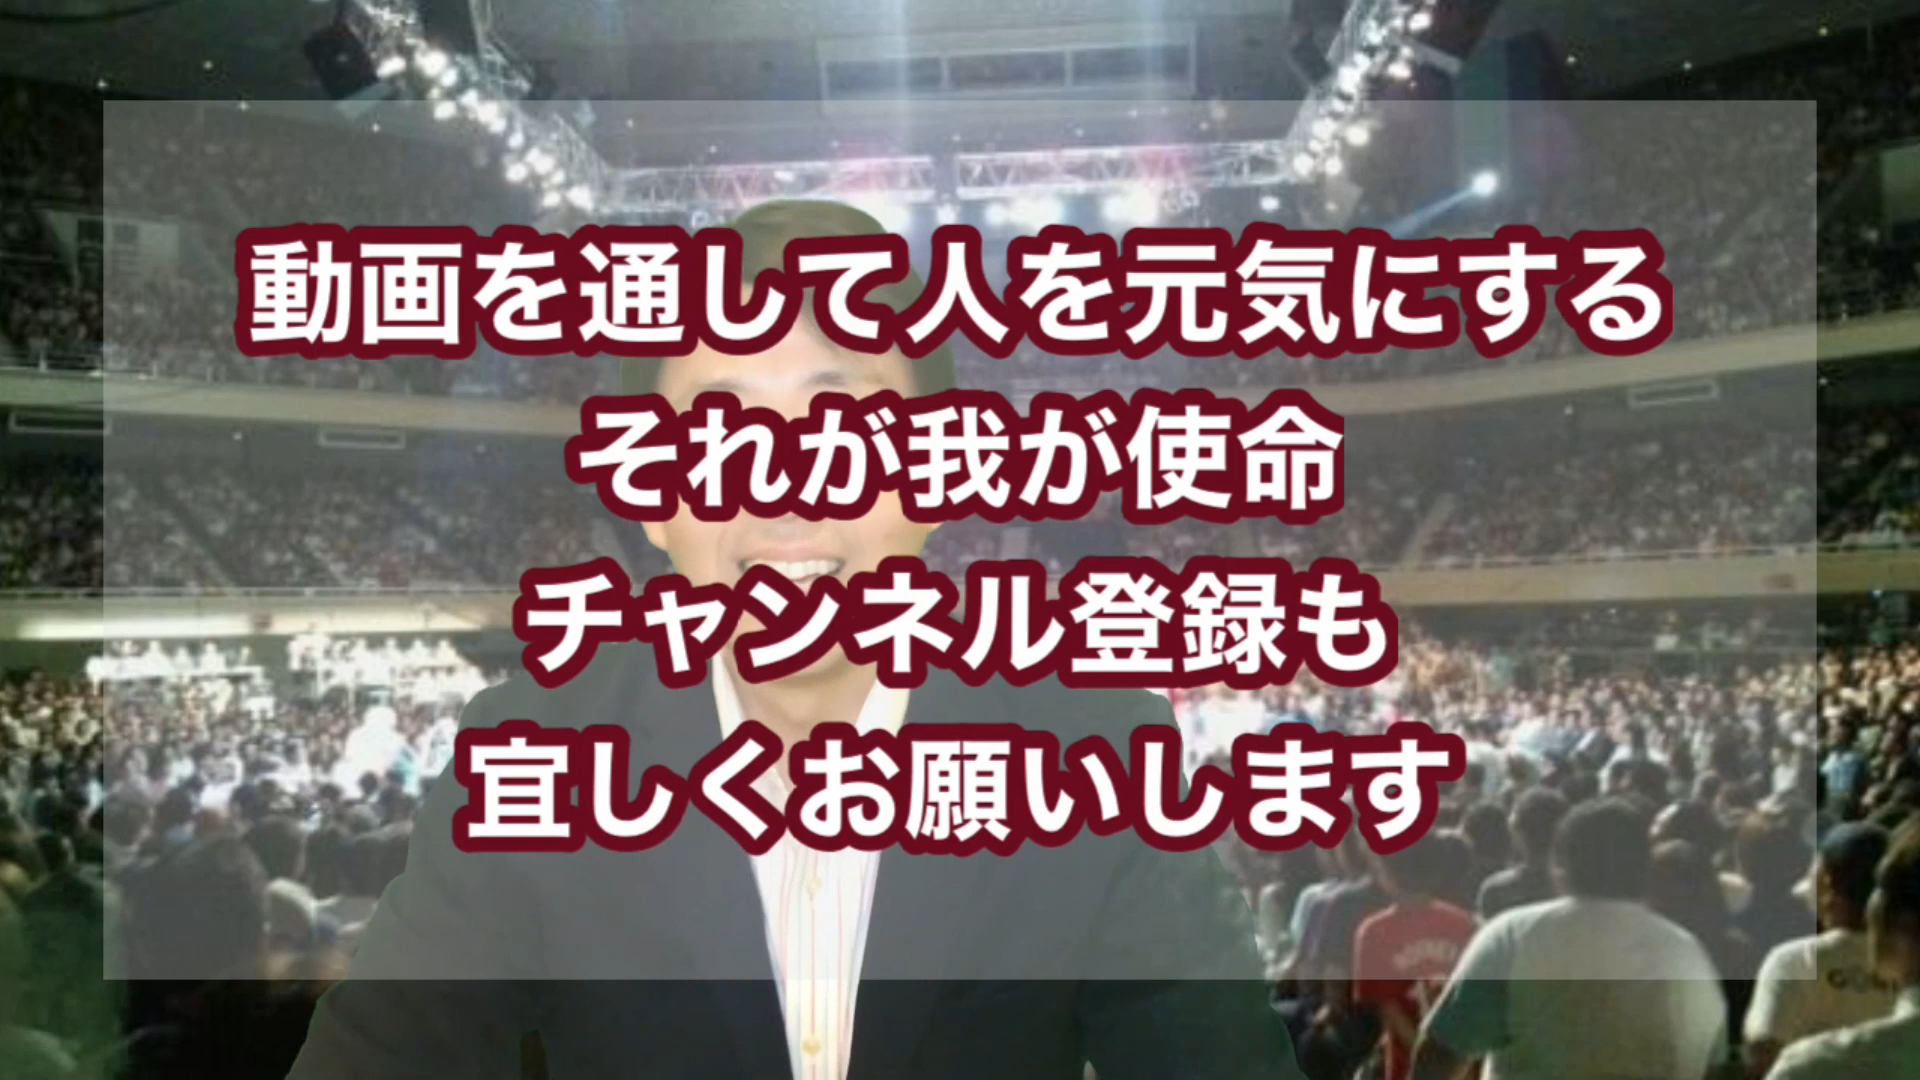 動画を通して人を元気にする
それが我が使命
チャンネル登録も
宜しくお願いします